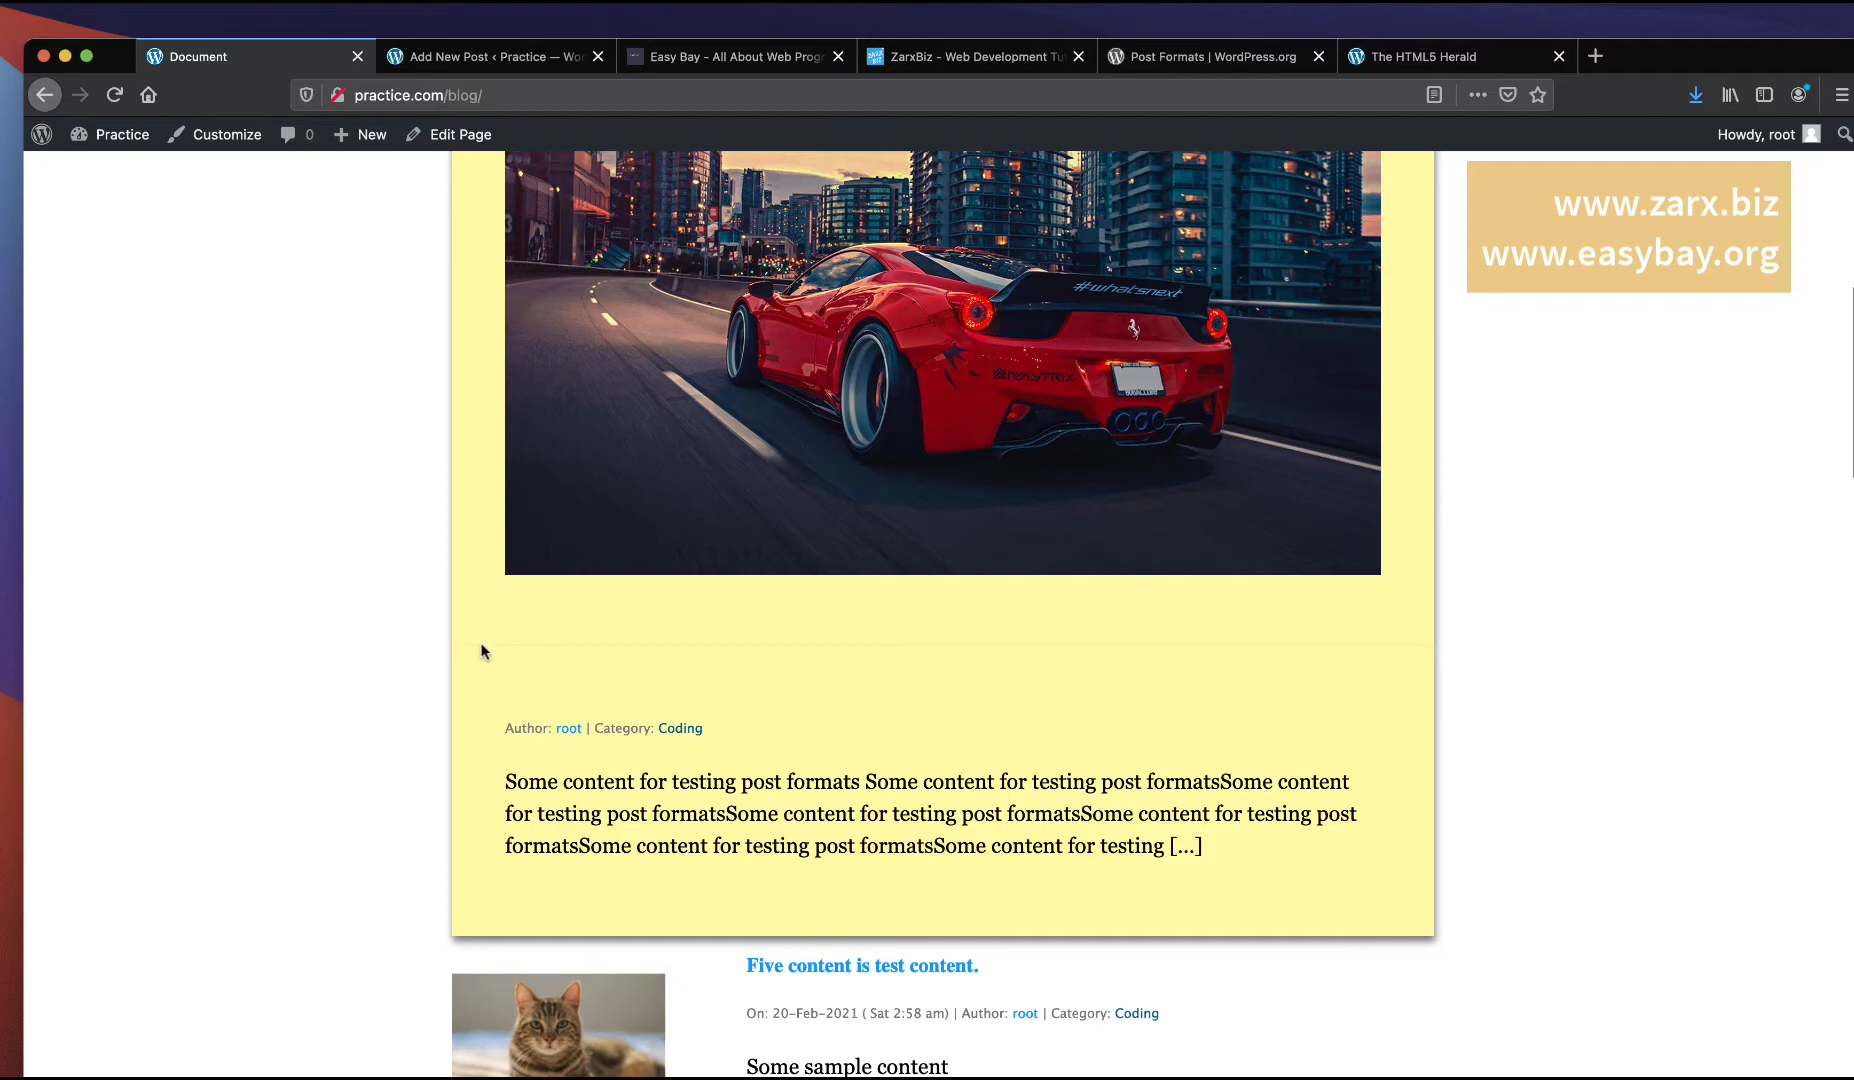 Document
Add New Post ‹ Practice — Wor
Easy Bay - All About Web Progr
ZarxBiz - Web Development Tu
Post Formats | WordPress.org
The HTML5 Herald
practice.com/blog/
Practice
Customize
0
New
Edit Page
Howdy, root
www.zarx.biz
www.easybay.org
#whatsnext
Author: root | Category: Coding
Some content for testing post formats Some content for testing post formatsSome content
for testing post formatsSome content for testing post formatsSome content for testing post
formatsSome content for testing post formatsSome content for testing [...]
Five content is test content.
On: 20-Feb-2021 ( Sat 2:58 am) | Author: root | Category: Coding
Some sample content